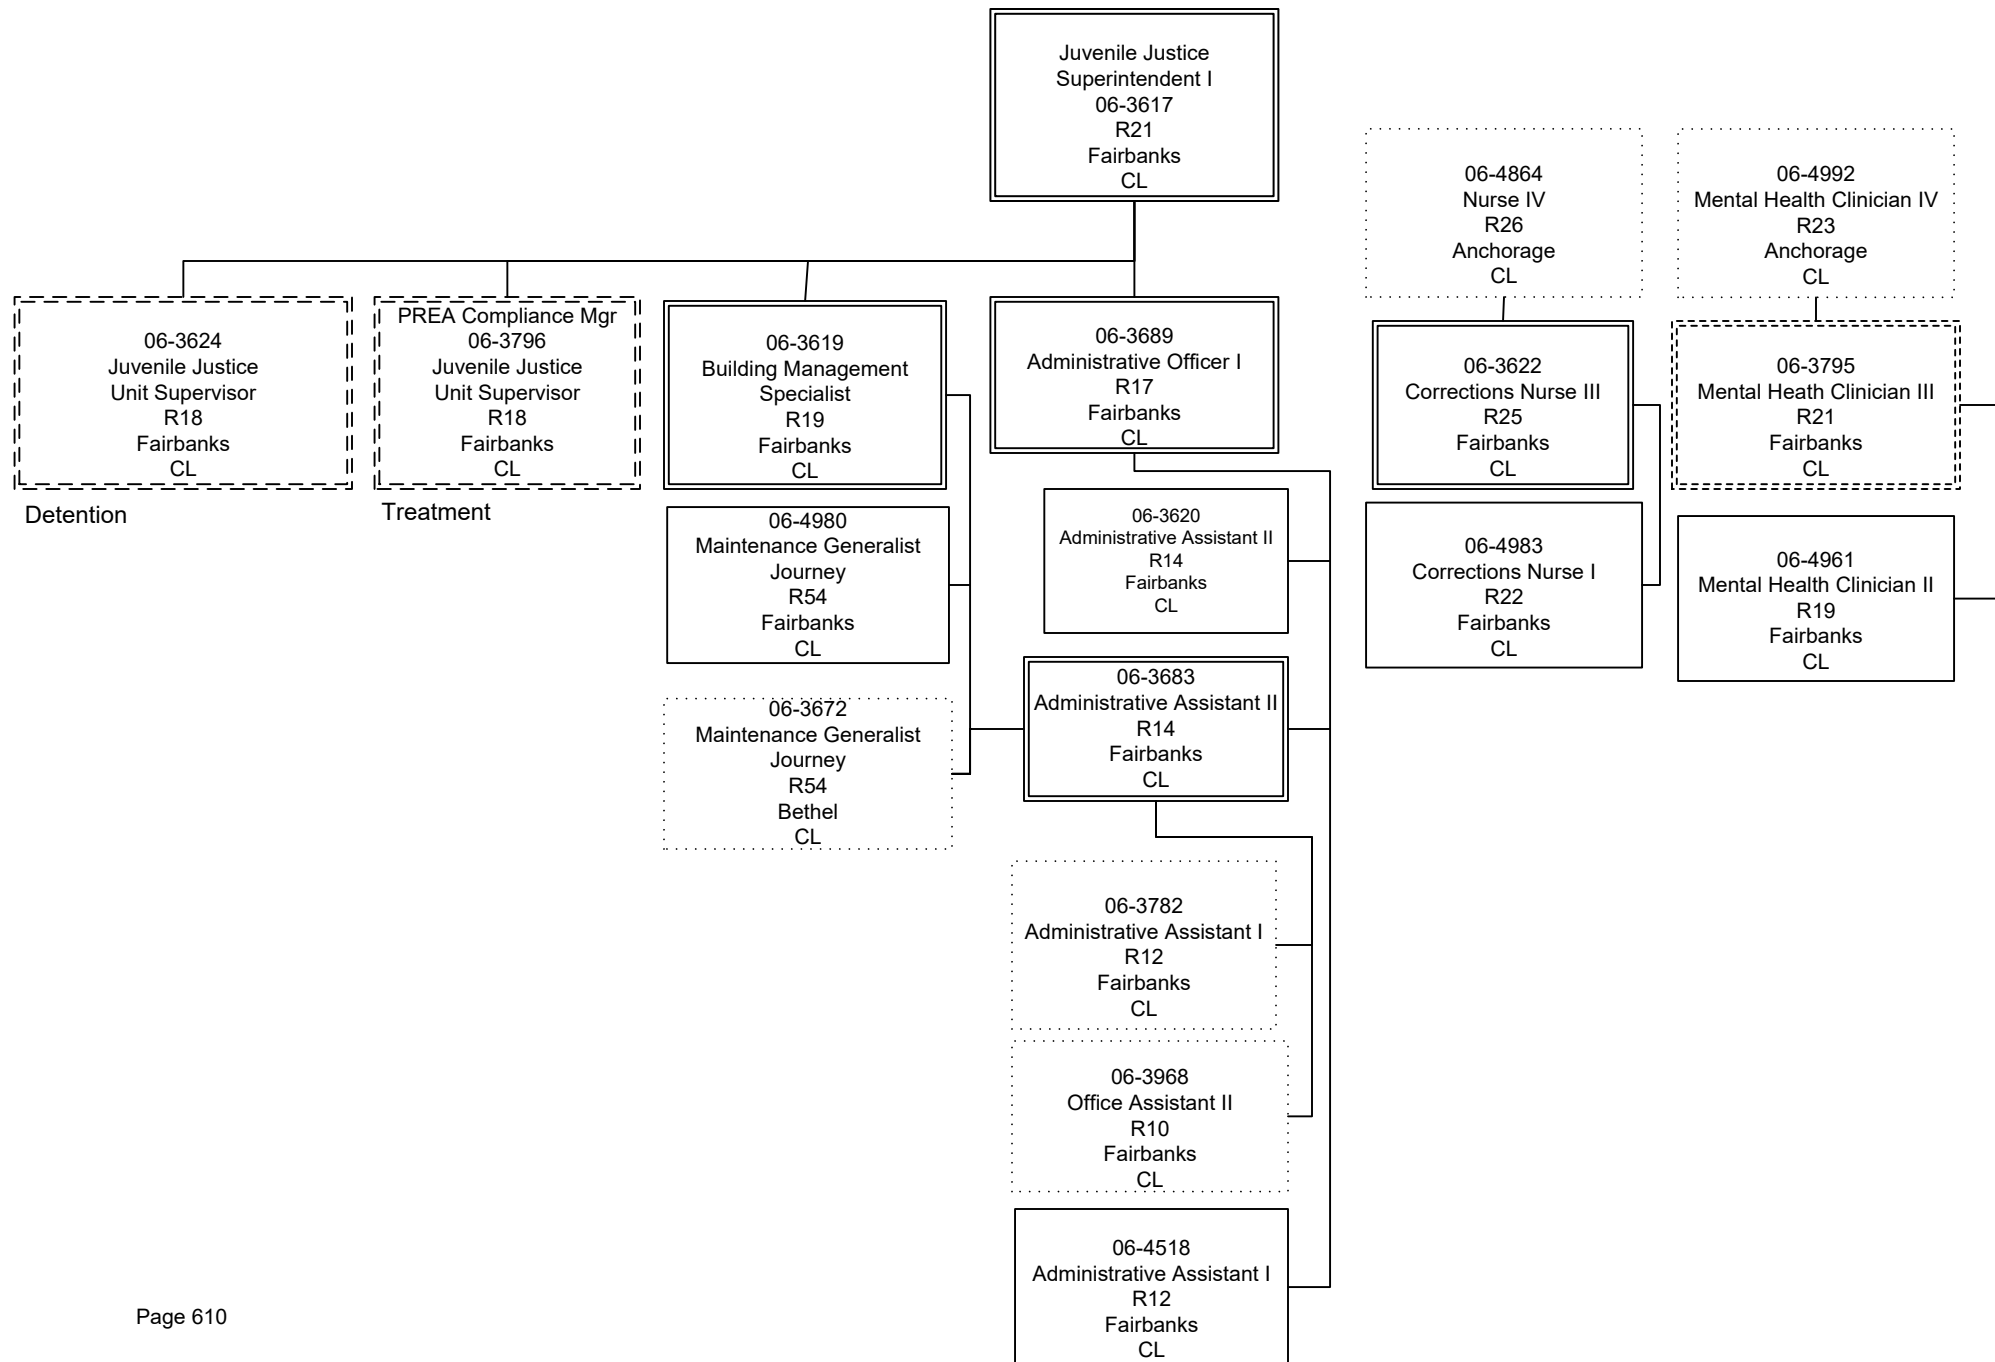 Juvenile Justice
Superintendent I
06-3617
R21
Fairbanks
CL
06-4864
Nurse IV
R26
Anchorage
CL
06-4992
Mental Health Clinician IV
R23
Anchorage
CL
06-3624
Juvenile Justice
Unit Supervisor
R18
Fairbanks
CL
Detention
PREA Compliance Mgr
06-3796
Juvenile Justice
Unit Supervisor
R18
Fairbanks
CL
Treatment
06-3619
Building Management
Specialist
R19
Fairbanks
CL
06-3689
Administrative Officer I
R17
Fairbanks
CL
06-3622
Corrections Nurse III
R25
Fairbanks
CL
06-3795
Mental Heath Clinician III
R21
Fairbanks
CL
06-4980
Maintenance Generalist
Journey
R54
Fairbanks
CL
06-3620
Administrative Assistant II
R14
Fairbanks
CL
06-4983
Corrections Nurse I
R22
Fairbanks
CL
06-4961
Mental Health Clinician II
R19
Fairbanks
CL
06-3672
Maintenance Generalist
Journey
R54
Bethel
CL
06-3683
Administrative Assistant II
R14
Fairbanks
CL
06-3782
Administrative Assistant I
R12
Fairbanks
CL
06-3968
Office Assistant II
R10
Fairbanks
CL
06-4518
Administrative Assistant I
R12
Fairbanks
CL
Page 610